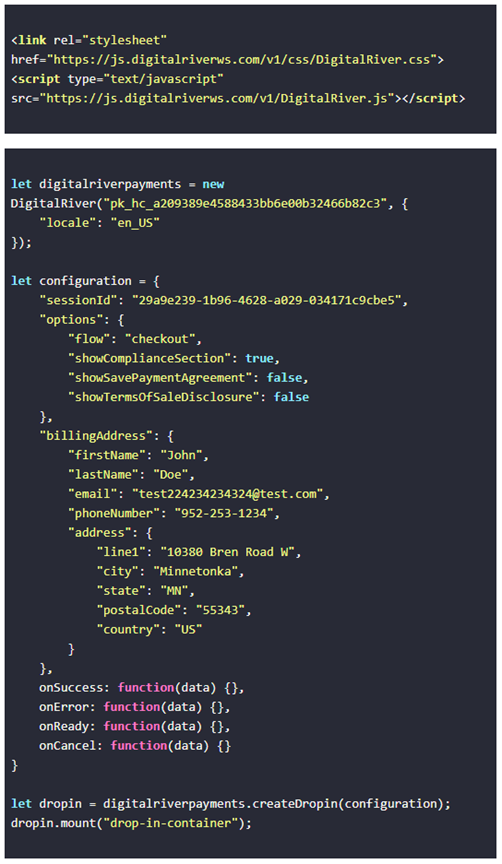 <link rel="stylesheet"
href="https://js.digitalriverws.com/v1/css/DigitalRiver.css">
<script type="text/javascript"
src="https://js.digitalriverws.com/v1/DigitalRiver.js"></script>
let digitalriverpayments = new
DigitalRiver("pk_hc_a209389e4588433bb6e00b32466b82c3", {
"locale": "en_US"
});
let configuration = {
"sessionId": "29a9e239-1b96-4628-a029-034171c9cbe5",
"options": {
"flow": "checkout",
"showComplianceSection": true,
"showSavePaymentAgreement": false,
"showTermsOfSaleDisclosure": false
},
"billingAddress": {
"firstName": "John",
"lastName": "Doe",
"email": "test224234234324@test.com",
"phoneNumber": "952-253-1234",
"address": {
"line1": "10380 Bren Road W",
"city": "Minnetonka",
"state": "MN",
"postalCode": "55343",
"country": "US"
}
},
onSuccess: function(data) {},
onError: function(data) {},
onReady: function(data) {},
onCancel: function(data) {}
}
let dropin = digitalriverpayments.createDropin(configuration);
dropin.mount("drop-in-container");